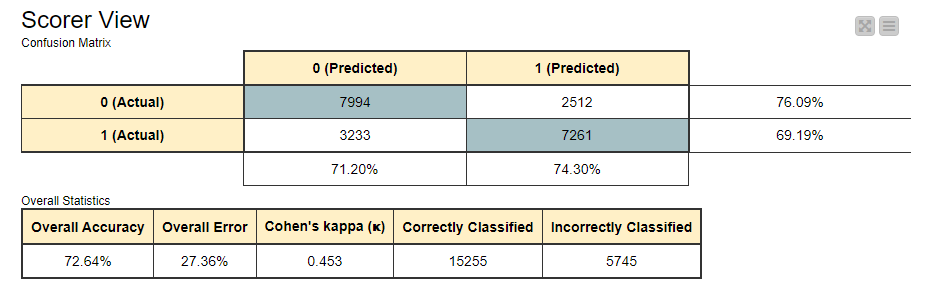 Scorer View
Confusion Matrix
0 (Predicted) 1 (Predicted)
0 (Actual) 7994 2512 76.09%
1 (Actual) 3233 7261 69.19%
71.20% 74.30%
Overall Statistics
Overall Accuracy Overall Error Cohen's kappa (κ) Correctly Classified Incorrectly Classified
72.64% 27.36% 0.453 15255 5745